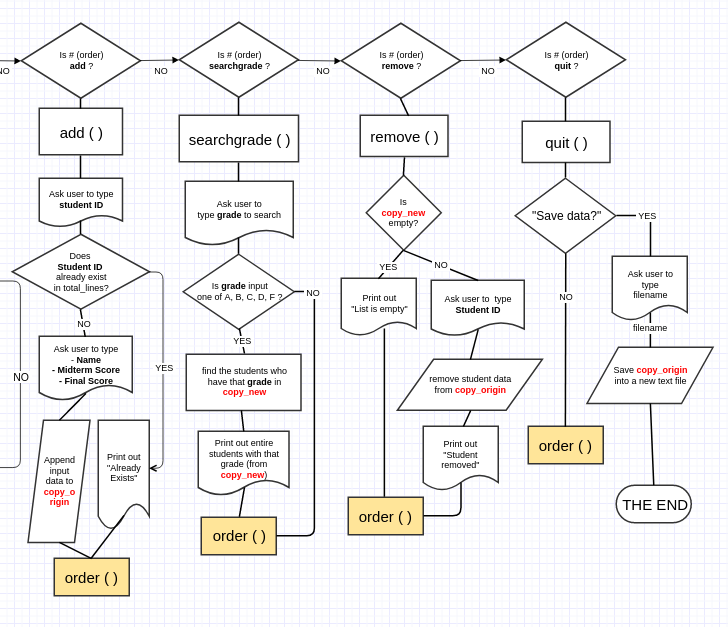 Is # (order)
add ?
Is # (order)
searchgrade ?
Is # (order)
remove ?
Is # (order)
quit ?
NO
NO
NO
NO
add ( )
searchgrade ( )
remove ( )
quit ( )
Ask user to type
student ID
Does
Student ID
already exist
in total_lines?
NO
Ask user to type
- Name
- Midterm Score
- Final Score
NO
YES
Append
input
data to
copy_o
rigin
Print out
"Already
Exists"
order ( )
Ask user to
type grade to search
Is grade input
one of A, B, C, D, F ?
NO
YES
find the students who
have that grade in
copy_new
Print out entire
students with that
grade (from
copy_new)
order ( )
Is
copy_new
empty?
YES
NO
Print out
"List is empty"
Ask user to  type
Student ID
remove student data
from copy_origin
Print out
"Student
removed"
order ( )
"Save data?"
YES
NO
Ask user to
type
filename
filename
Save copy_origin
into a new text file
order ( )
THE END